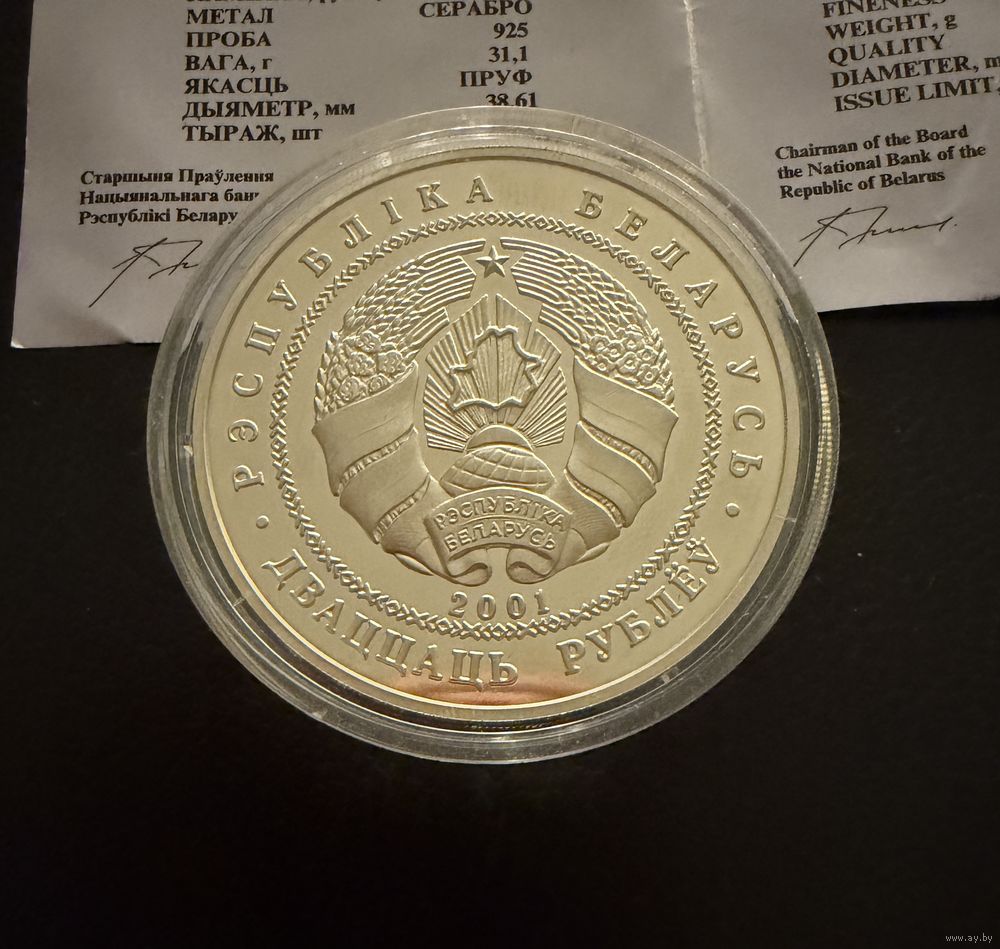 МЕТАЛ СЕРАБРО
ПРОБА 925
ВАГА, г 31,1
ЯКАСЦЬ ПРУФ
ДЫЯМЕТР, мм 38,61
ТЫРАЖ, шт
Старшыня Праўлення
Нацыянальнага
Рэспублікі
FINENESS
WEIGHT, g
QUALITY
DIAMETER,
ISSUE LIMIT,
Chairman of the Board
the National Bank of the
Republic of Belarus
РЭСПУБЛІКА БЕЛАРУСЬ
РЭСПУБЛІКА
БЕЛАРУСЬ
2001
· ДВАЦЦАЦЬ РУБЛЁЎ ·
www.ay.by